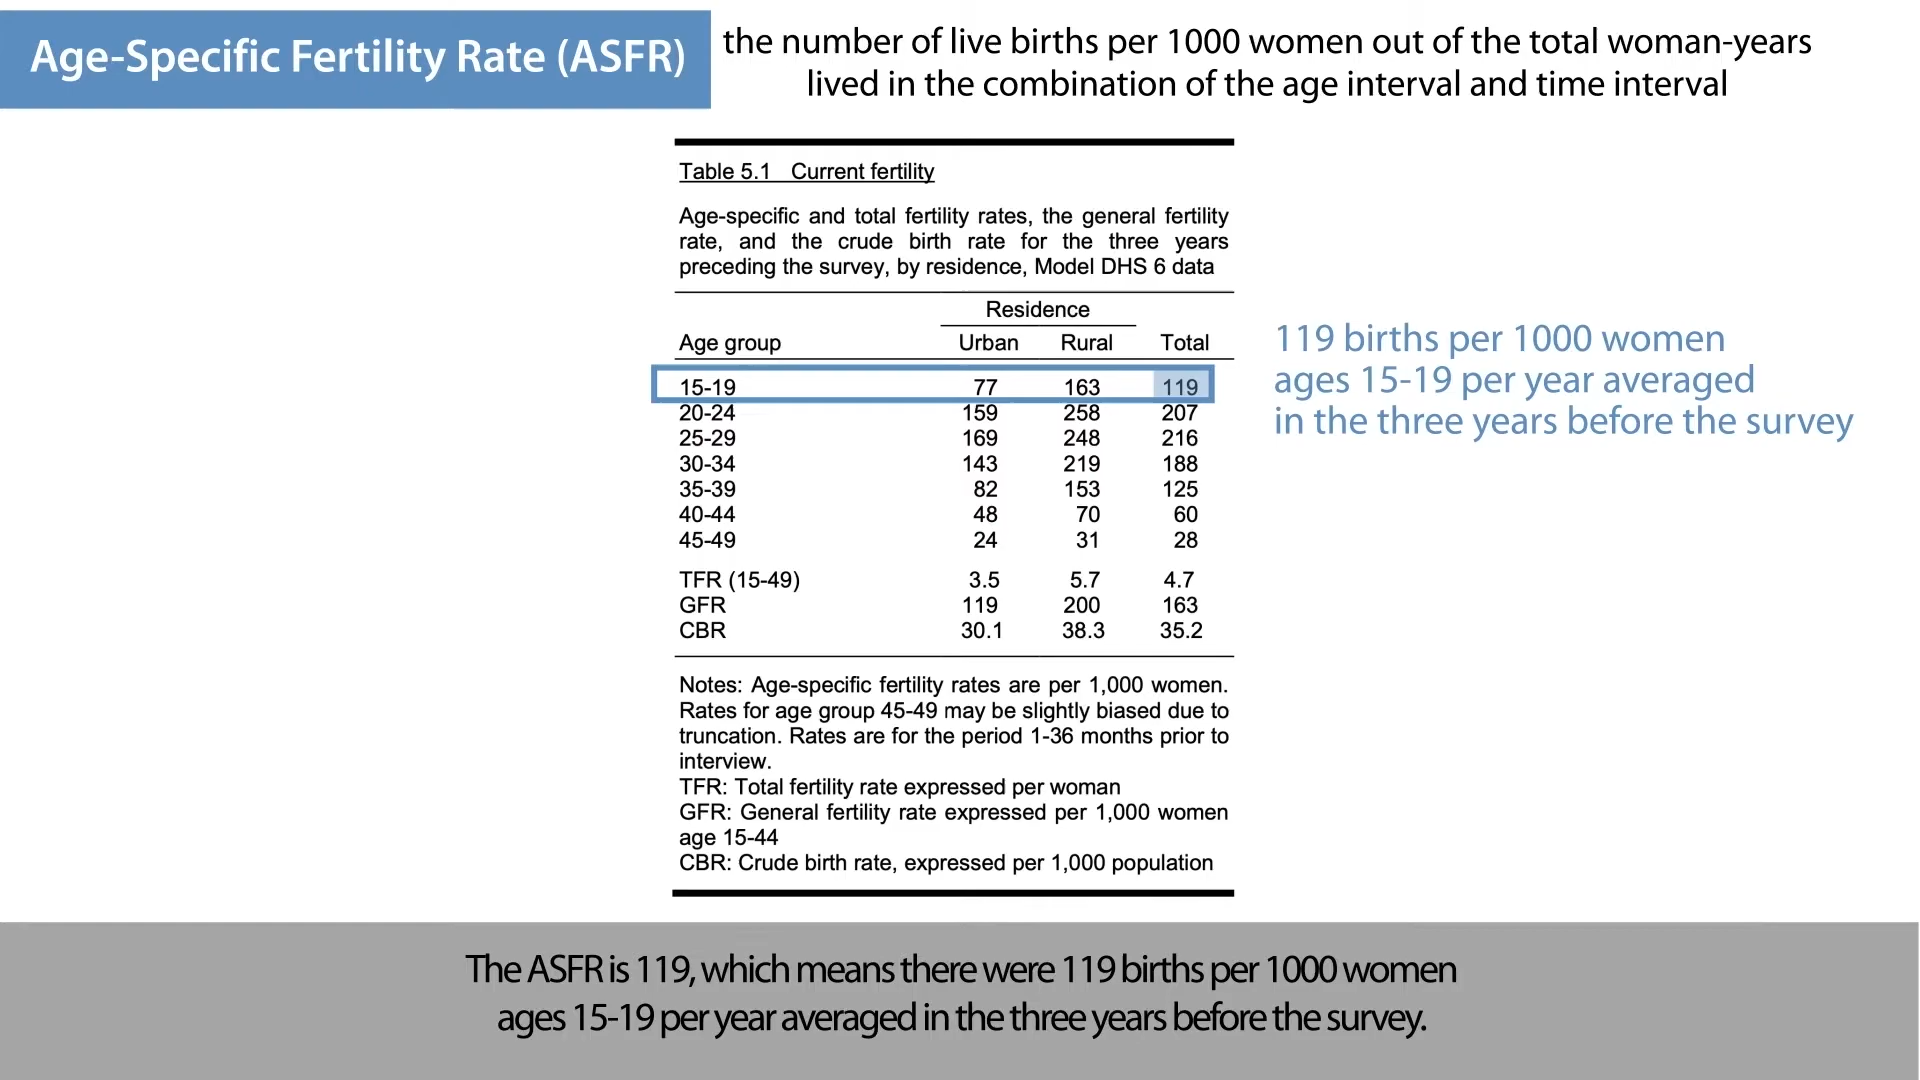 Age-Specific Fertility Rate (ASFR)
the number of live births per 1000 women out of the total woman-years
lived in the combination of the age interval and time interval
Table 5.1 Current fertility
Age-specific and total fertility rates, the general fertility
rate, and the crude birth rate for the three years
preceding the survey, by residence, Model DHS 6 data
Residence
Age group Urban Rural Total
15-19 77 163 119
20-24 159 258 207
25-29 169 248 216
30-34 143 219 188
35-39 82 153 125
40-44 48 70 60
45-49 24 31 28
TFR (15-49) 3.5 5.7 4.7
GFR 119 200 163
CBR 30.1 38.3 35.2
Notes: Age-specific fertility rates are per 1,000 women.
Rates for age group 45-49 may be slightly biased due to
truncation. Rates are for the period 1-36 months prior to
interview.
TFR: Total fertility rate expressed per woman
GFR: General fertility rate expressed per 1,000 women
age 15-44
CBR: Crude birth rate, expressed per 1,000 population
119 births per 1000 women
ages 15-19 per year averaged
in the three years before the survey
The ASFR is 119, which means there were 119 births per 1000 women
ages 15-19 per year averaged in the three years before the survey.